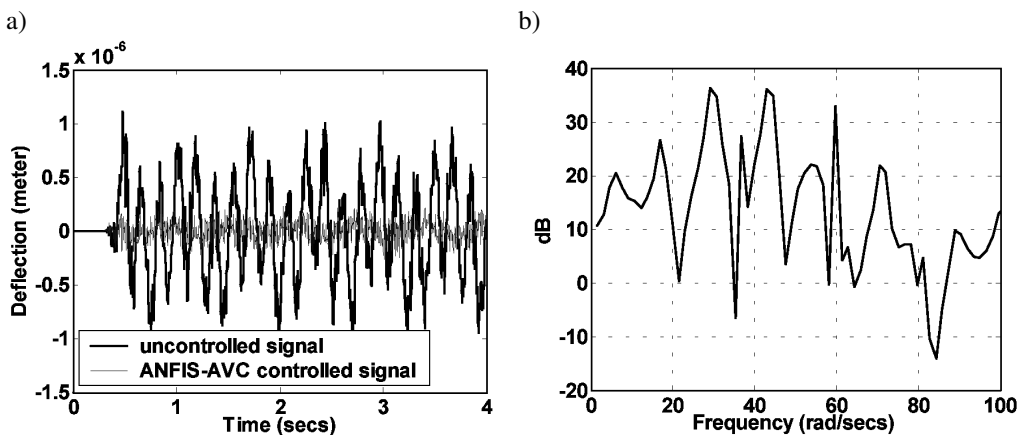 a)
x 10-6
1.5
1
0.5
0
-0.5
-1
-1.5
Deflection (meter)
uncontrolled signal
ANFIS-AVC controlled signal
0 1 2 3 4
Time (secs)
b)
40
30
20
10
0
-10
-20
dB
0 20 40 60 80 100
Frequency (rad/secs)